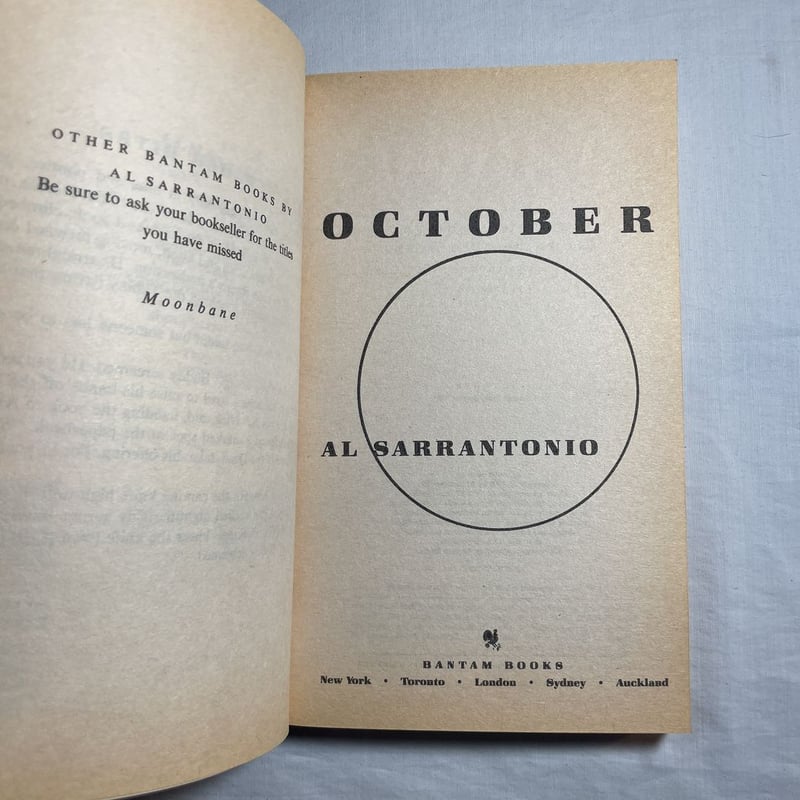 OTHER BANTAM BOOKS BY
AL SARRANTONIO
Be sure to ask your bookseller for the titles
you have missed
Moonbane
OCTOBER
AL SARRANTONIO
BANTAM BOOKS
New York • Toronto • London • Sydney • Auckland